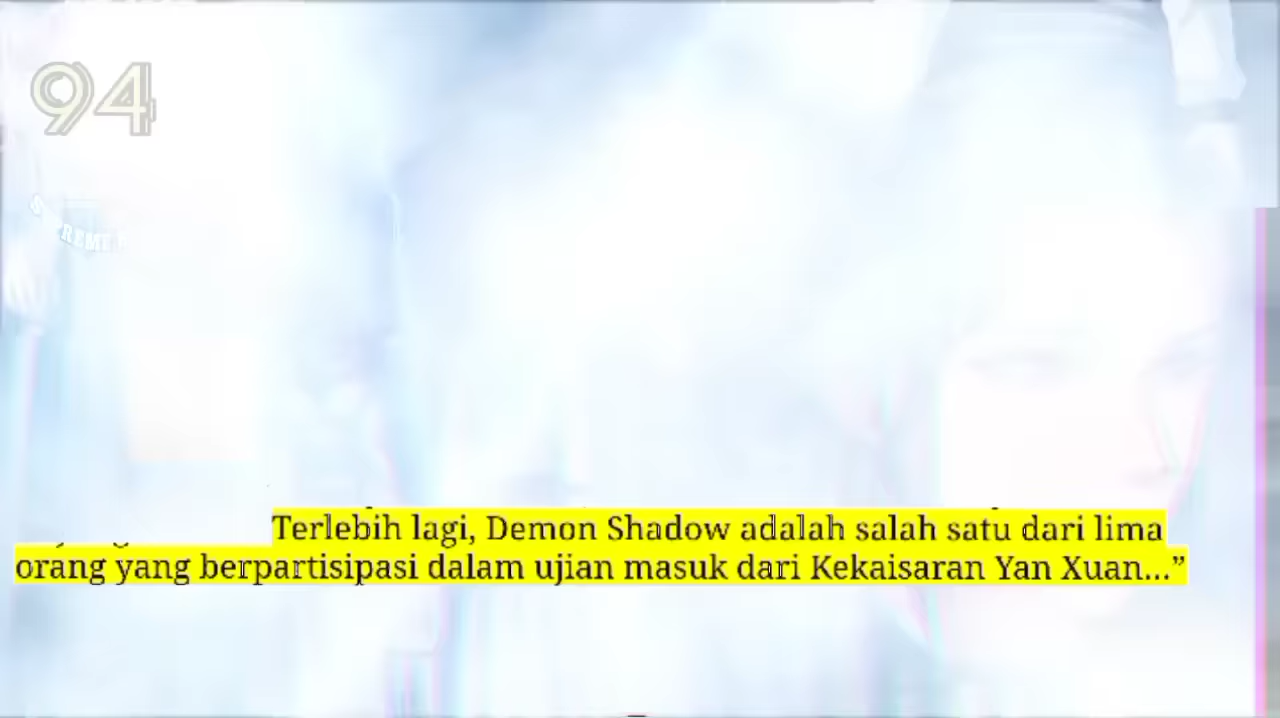 94
Terlebih lagi, Demon Shadow adalah salah satu dari lima
orang yang berpartisipasi dalam ujian masuk dari Kekaisaran Yan Xuan...”